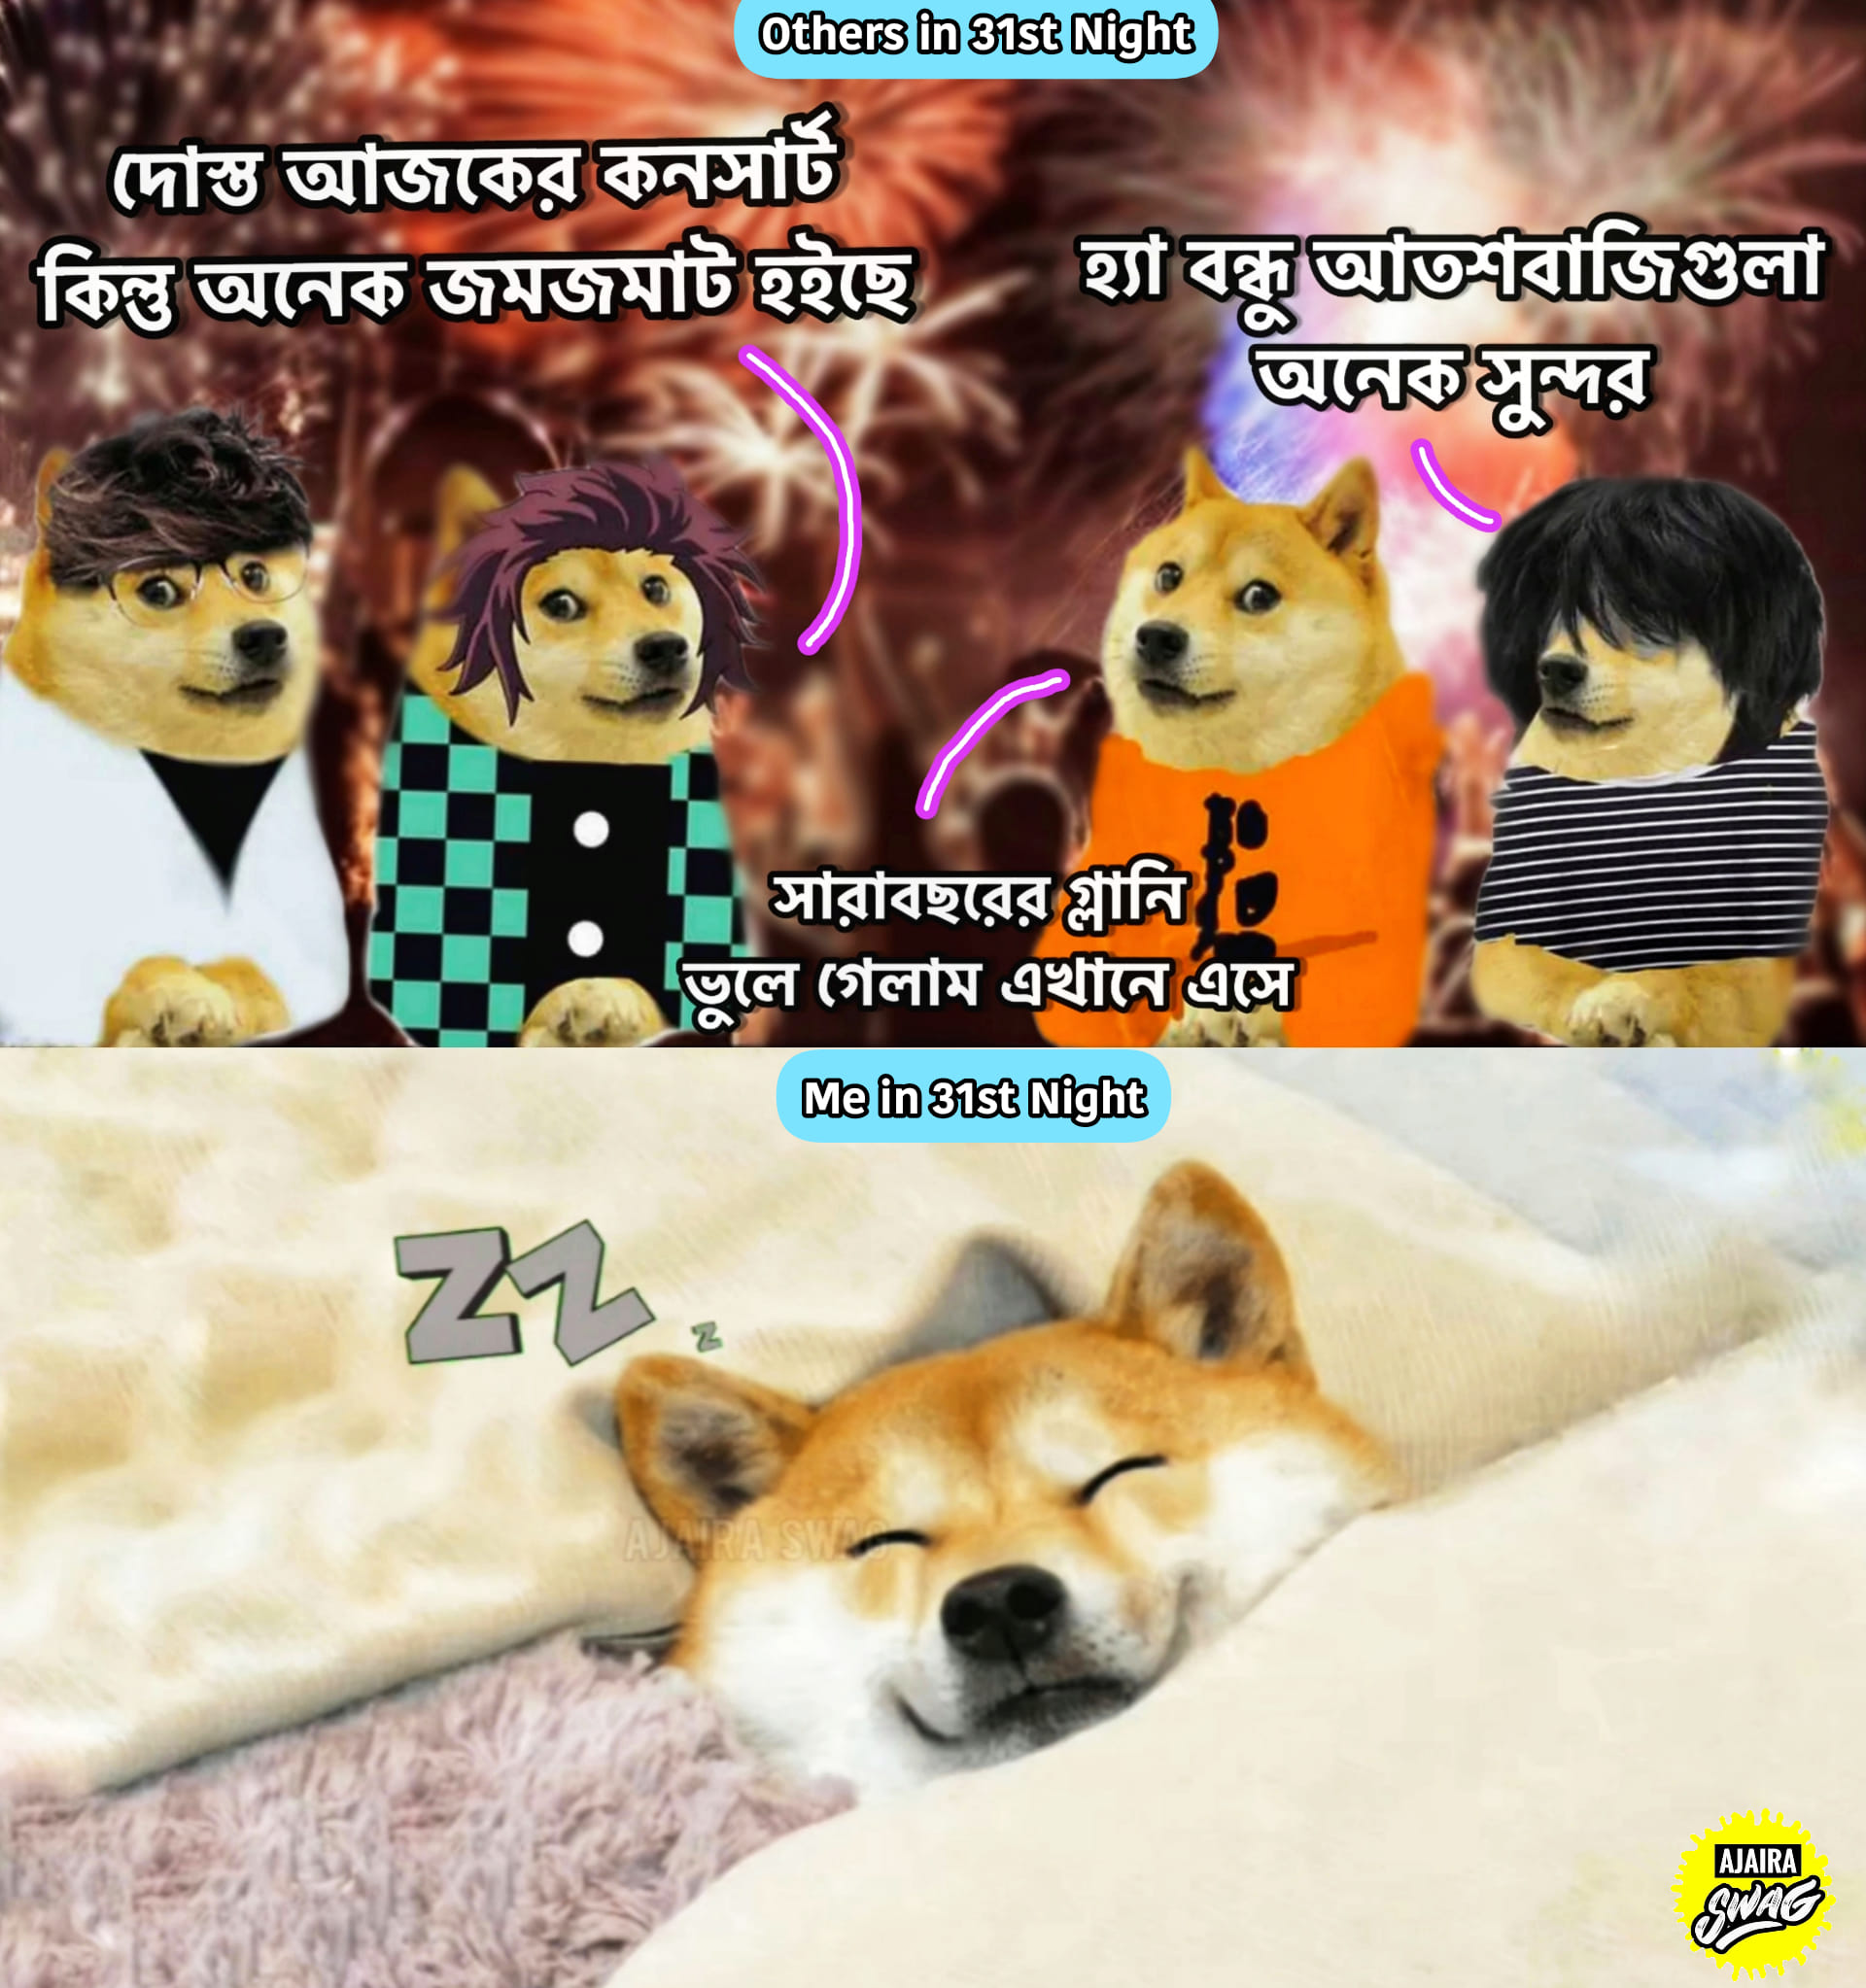 Others in 31st Night
দোস্ত আজকের কনসার্ট
কিন্তু অনেক জমজমাট হইছে
হ্যা বন্ধু আতশবাজিগুলা
অনেক সুন্দর
সারাবছরের গ্লানি
ভুলে গেলাম এখানে এসে
Me in 31st Night
ZZ z
AJAIRA SWAG
AJAIRA
SWAG